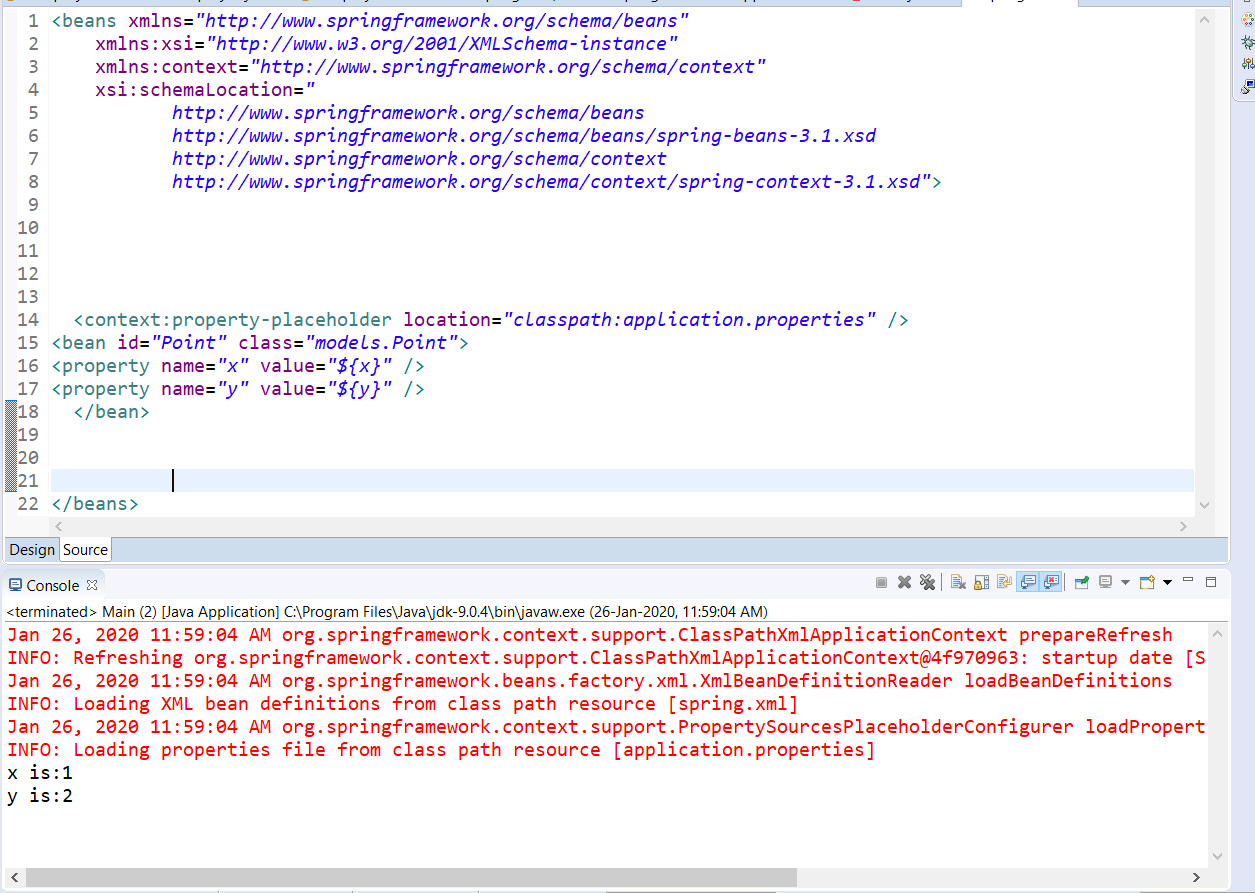 1 <beans xmlns="http://www.springframework.org/schema/beans"
2 xmlns:xsi="http://www.w3.org/2001/XMLSchema-instance"
3 xmlns:context="http://www.springframework.org/schema/context"
4 xsi:schemaLocation="
5 http://www.springframework.org/schema/beans
6 http://www.springframework.org/schema/beans/spring-beans-3.1.xsd
7 http://www.springframework.org/schema/context
8 http://www.springframework.org/schema/context/spring-context-3.1.xsd">
9
10
11
12
13
14 <context:property-placeholder location="classpath:application.properties" />
15 <bean id="Point" class="models.Point">
16 <property name="x" value="${x}" />
17 <property name="y" value="${y}" />
18 </bean>
19
20
21
22 </beans>
Design Source
Console
<terminated> Main (2) [Java Application] C:\Program Files\Java\jdk-9.0.4\bin\javaw.exe (26-Jan-2020, 11:59:04 AM)
Jan 26, 2020 11:59:04 AM org.springframework.context.support.ClassPathXmlApplicationContext prepareRefresh
INFO: Refreshing org.springframework.context.support.ClassPathXmlApplicationContext@4f970963: startup date [S
Jan 26, 2020 11:59:04 AM org.springframework.beans.factory.xml.XmlBeanDefinitionReader loadBeanDefinitions
INFO: Loading XML bean definitions from class path resource [spring.xml]
Jan 26, 2020 11:59:04 AM org.springframework.context.support.PropertySourcesPlaceholderConfigurer loadPropert
INFO: Loading properties file from class path resource [application.properties]
x is:1
y is:2